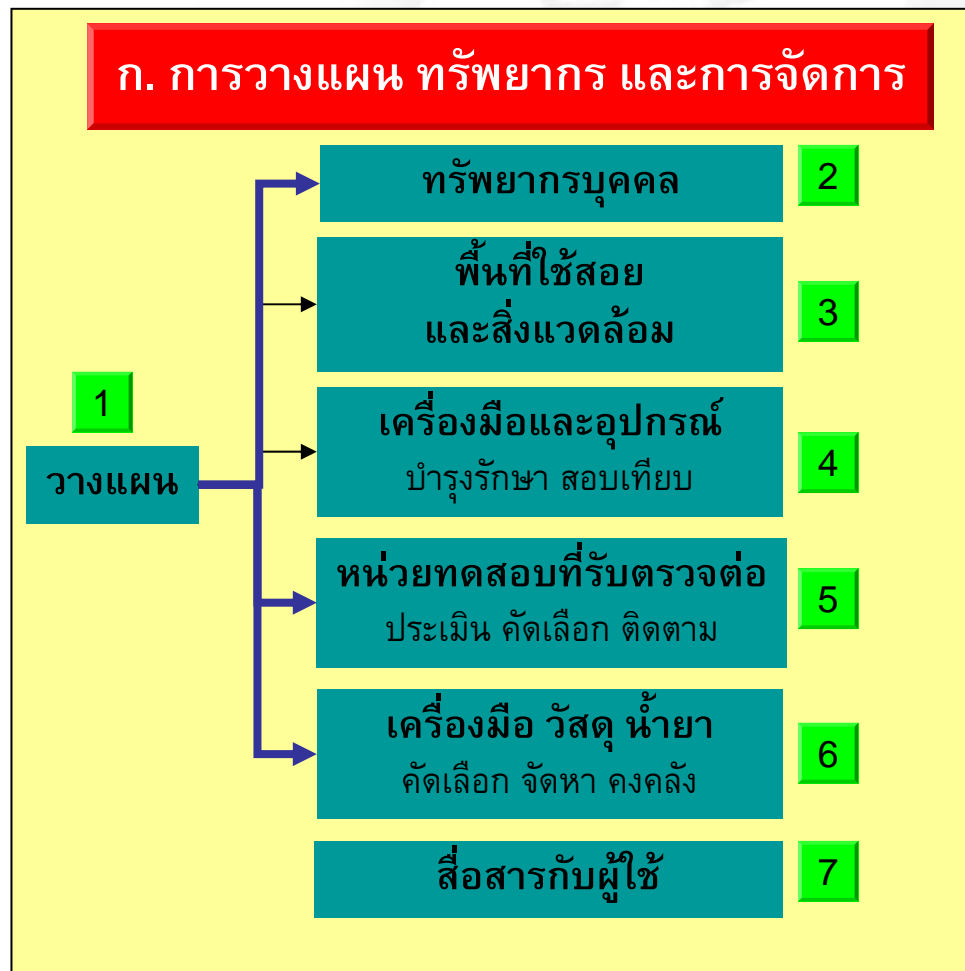 ก. การวางแผน ทรัพยากร และการจัดการ
ทรัพยากรบุคคล
2
พื้นที่ใช้สอย
และสิ่งแวดล้อม
3
1
วางแผน
เครื่องมือและอุปกรณ์
บำรุงรักษา สอบเทียบ
4
หน่วยทดสอบที่รับตรวจต่อ
ประเมิน คัดเลือก ติดตาม
5
เครื่องมือ วัสดุ น้ำยา
คัดเลือก จัดหา คงคลัง
6
สื่อสารกับผู้ใช้
7